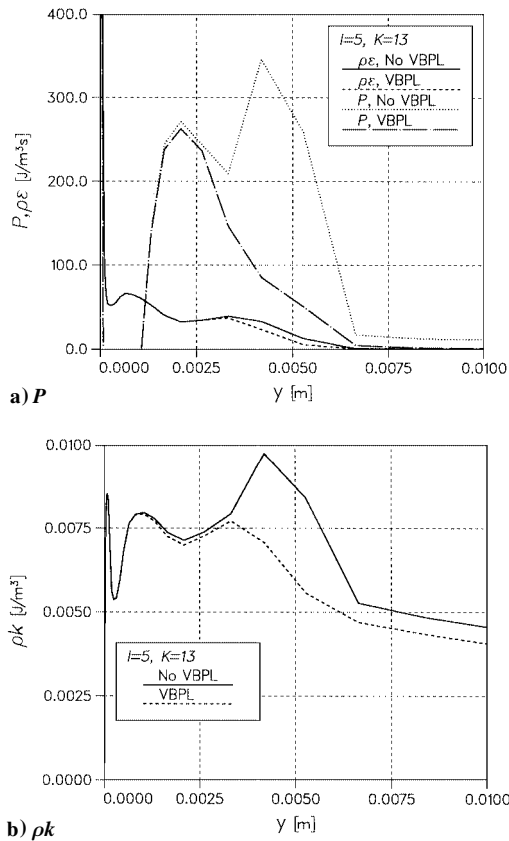 400.0
300.0
200.0
100.0
0.0
P,ρε [J/m³s]
I=5, K=13
ρε, No VBPL
ρε, VBPL
P, No VBPL
P, VBPL
0.0000 0.0025 0.0050 0.0075 0.0100
y [m]
a) P
0.0100
0.0075
0.0050
0.0025
0.0000
ρk [J/m³]
I=5, K=13
No VBPL
VBPL
0.0000 0.0025 0.0050 0.0075 0.0100
y [m]
b) ρk